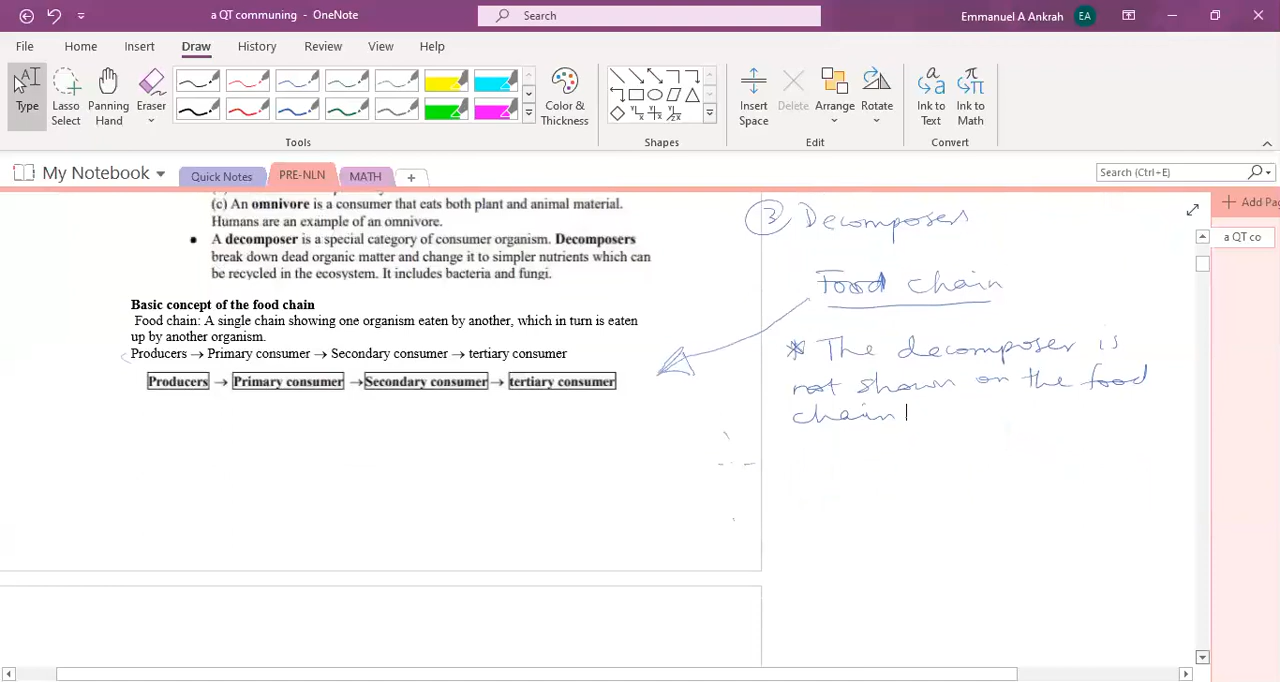 a QT communing - OneNote
Search
Emmanuel A Ankrah
EA
File
Home
Insert
Draw
History
Review
View
Help
Type
Lasso Select
Panning Hand
Eraser
Color & Thickness
Insert Space
Delete
Arrange
Rotate
Ink to Text
Ink to Math
Tools
Shapes
Edit
Convert
My Notebook
Quick Notes
PRE-NLN
MATH
Search (Ctrl+E)
Add Pag
a QT co
(c) An omnivore is a consumer that eats both plant and animal material.
Humans are an example of an omnivore.
• A decomposer is a special category of consumer organism. Decomposers
break down dead organic matter and change it to simpler nutrients which can
be recycled in the ecosystem. It includes bacteria and fungi.
Basic concept of the food chain
Food chain: A single chain showing one organism eaten by another, which in turn is eaten
up by another organism.
Producers → Primary consumer → Secondary consumer → tertiary consumer
Producers → Primary consumer → Secondary consumer → tertiary consumer
③ Decomposers
Food chain
* The decomposer is
not shown on the food
chain